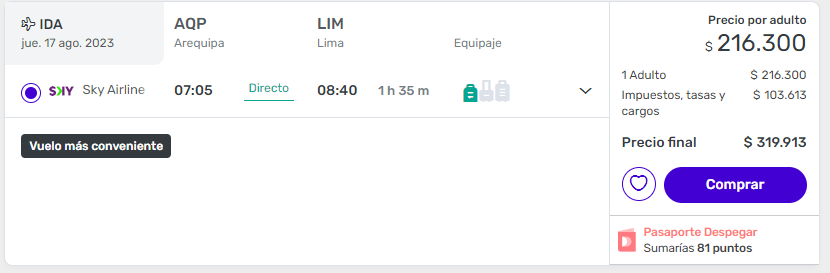 IDA
jue. 17 ago. 2023
AQP
Arequipa
LIM
Lima
Equipaje
SKY Sky Airline
07:05
Directo
08:40
1 h 35 m
Vuelo más conveniente
Precio por adulto
$ 216.300
1 Adulto $ 216.300
Impuestos, tasas y $ 103.613
cargos
Precio final $ 319.913
Comprar
Pasaporte Despegar
Sumarías 81 puntos